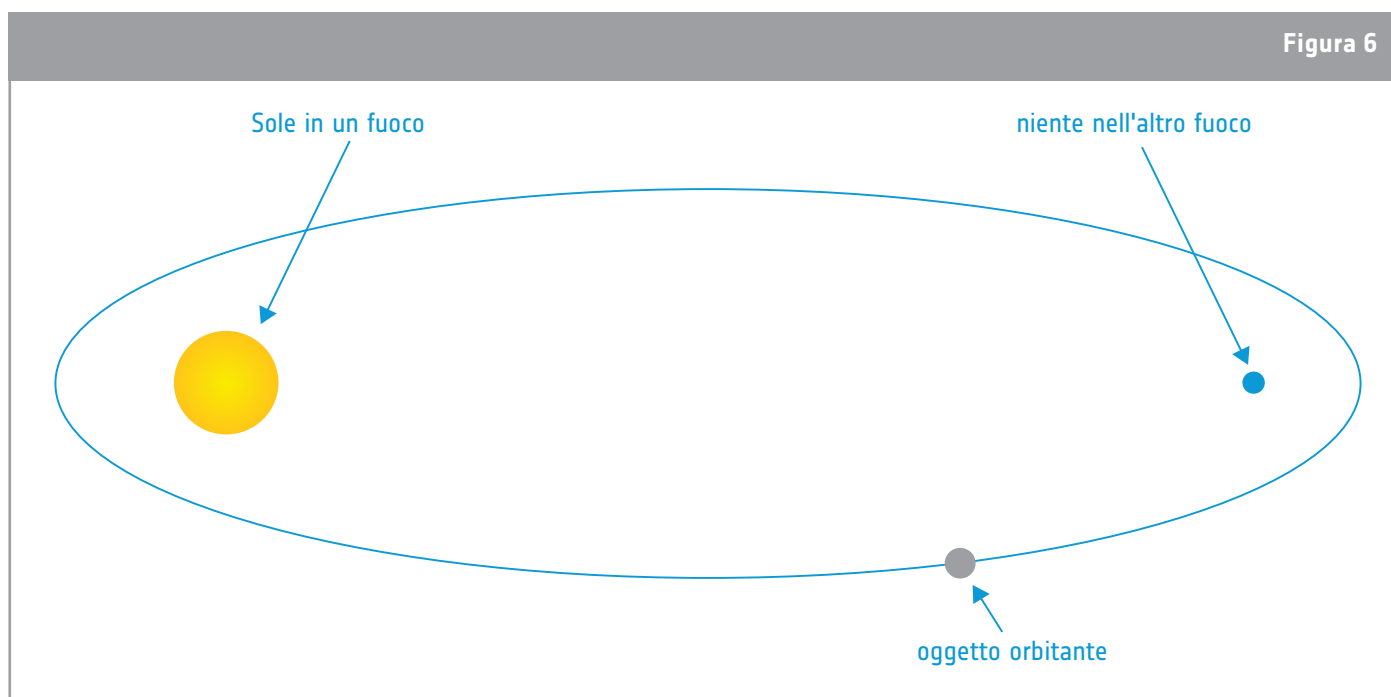 Figura 6
Sole in un fuoco
niente nell'altro fuoco
oggetto orbitante